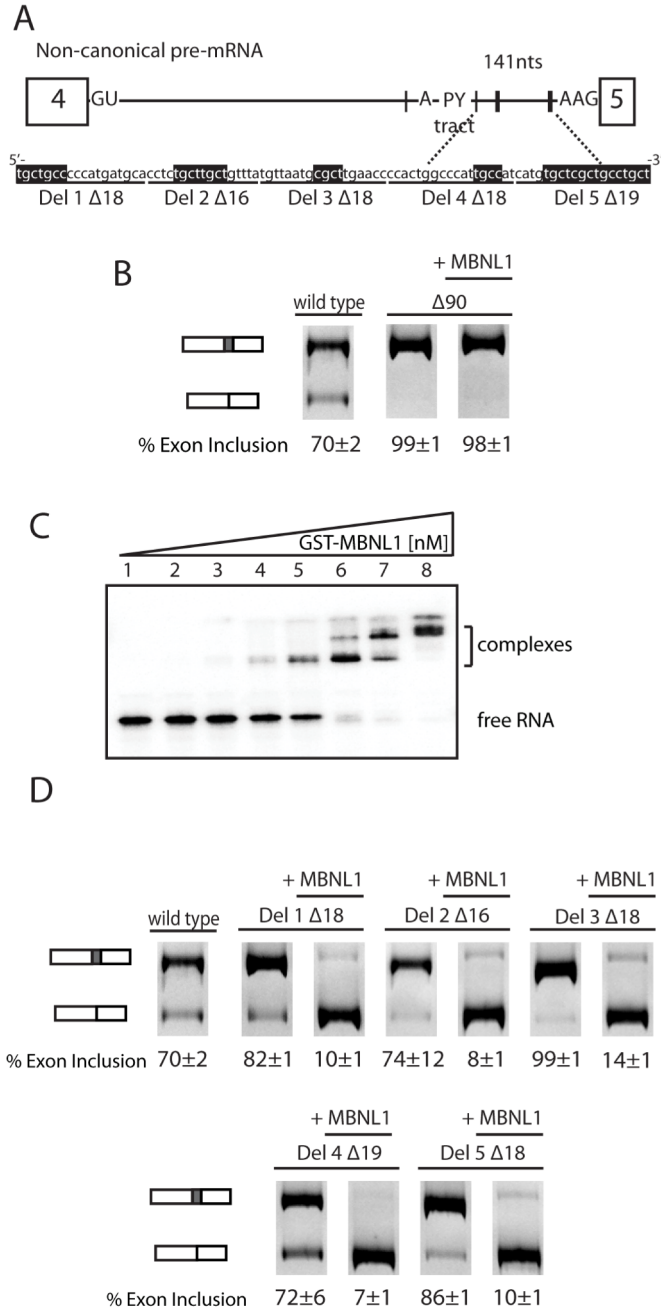 A
Non-canonical pre-mRNA
141nts
4 GU A PY AAG 5
tract
5'- -3
tgctgcccccatgatgcacctctgcttgctgtttatgttaatgcgcttgaaccccactggcccattgccatcatgtgctcgctgcctgct
Del 1 Δ18 Del 2 Δ16 Del 3 Δ18 Del 4 Δ18 Del 5 Δ19
B
+ MBNL1
wild type Δ90
% Exon Inclusion 70±2 99±1 98±1
C
GST-MBNL1 [nM]
1 2 3 4 5 6 7 8
complexes
free RNA
D
+ MBNL1 + MBNL1 + MBNL1
wild type Del 1 Δ18 Del 2 Δ16 Del 3 Δ18
% Exon Inclusion 70±2 82±1 10±1 74±12 8±1 99±1 14±1
+ MBNL1 + MBNL1
Del 4 Δ19 Del 5 Δ18
% Exon Inclusion 72±6 7±1 86±1 10±1